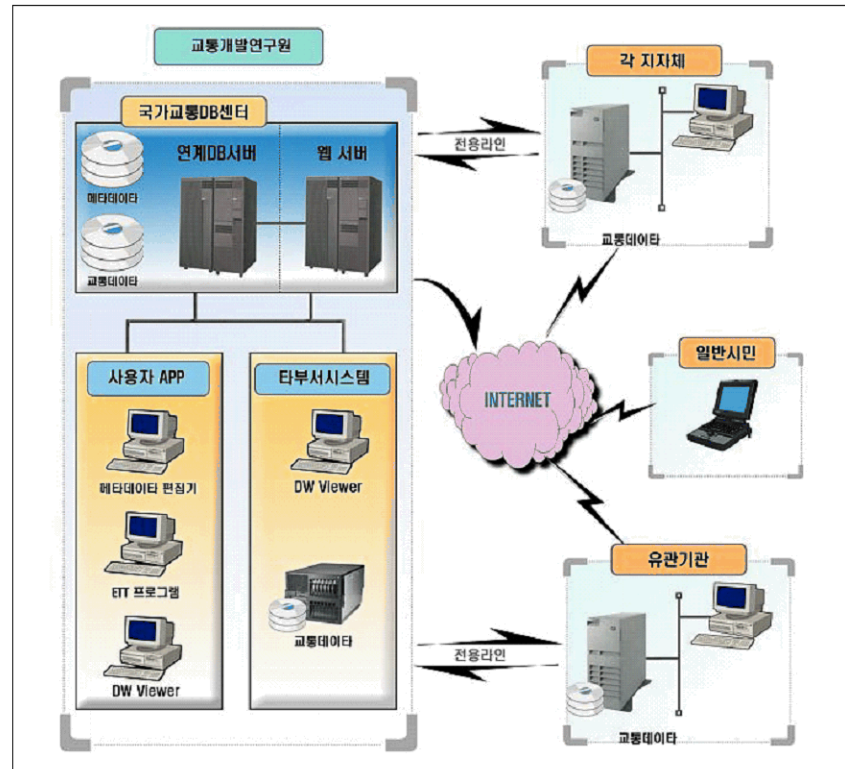 교통개발연구원
국가교통DB센터
연계DB서버
웹 서버
메타데이타
교통데이타
사용자 APP
메타데이타 편집기
ETT 프로그램
DW Viewer
타부서시스템
DW Viewer
교통데이타
전용라인
각 지자체
교통데이타
INTERNET
일반시민
전용라인
유관기관
교통데이타